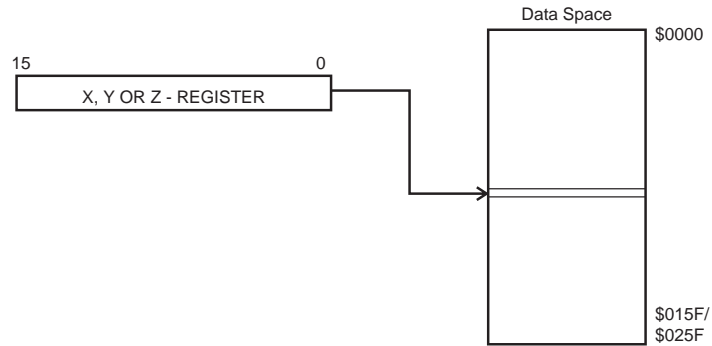 Data Space
$0000
15 0
X, Y OR Z - REGISTER
$015F/
$025F